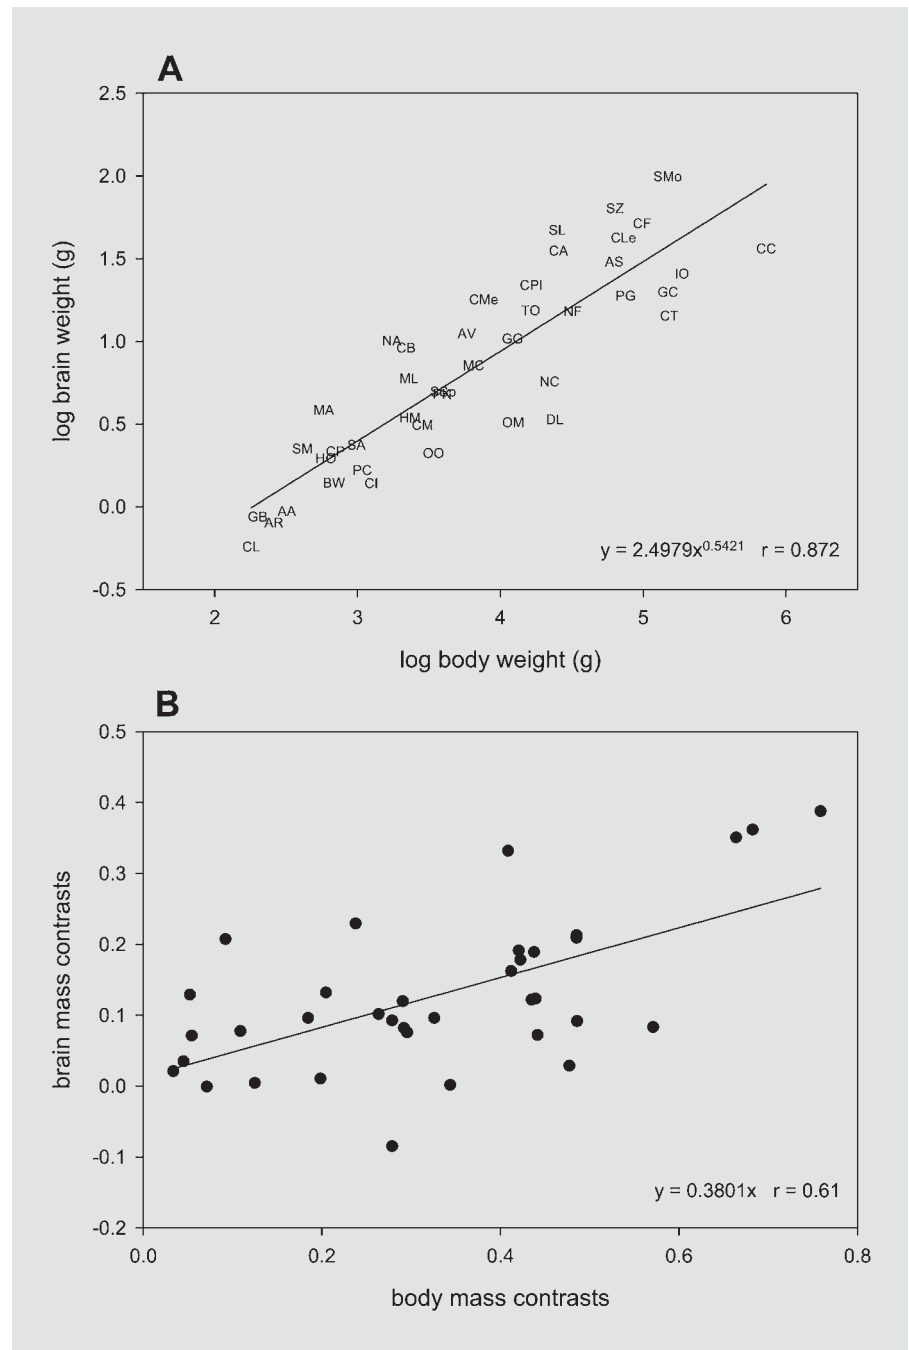 A
2.5
2.0
1.5
1.0
0.5
0.0
-0.5
log brain weight (g)
SMo
SZ
CF
SL
CLe
CA
CC
AS
IO
CPl
GC
PG
CMe
TO
NF
CT
AV
GG
NA
CB
MC
ML
NC
PN
MA
HM
CM
OM
DL
SM
CP
SA
HO
OO
PC
BW
CI
GB
AR
AA
CL
y = 2.4979x0.5421 r = 0.872
2 3 4 5 6
log body weight (g)
B
0.5
0.4
0.3
0.2
0.1
0.0
-0.1
-0.2
brain mass contrasts
y = 0.3801x r = 0.61
0.0 0.2 0.4 0.6 0.8
body mass contrasts